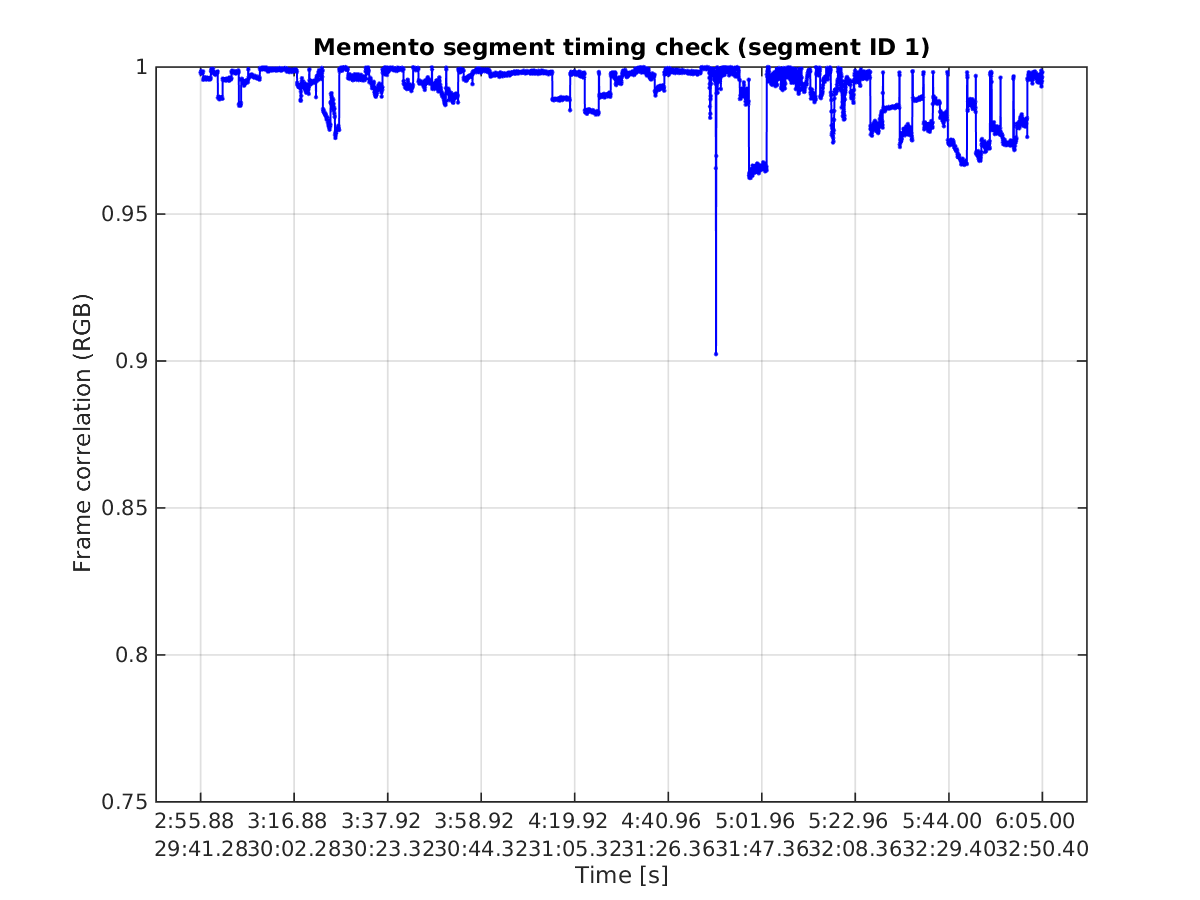 Memento segment timing check (segment ID 1)
1
0.95
0.9
0.85
0.8
0.75
Frame correlation (RGB)
2:55.88 3:16.88 3:37.92 3:58.92 4:19.92 4:40.96 5:01.96 5:22.96 5:44.00 6:05.00
29:41.28 30:02.28 30:23.32 30:44.32 31:05.32 31:26.36 31:47.36 32:08.36 32:29.40 32:50.40
Time [s]